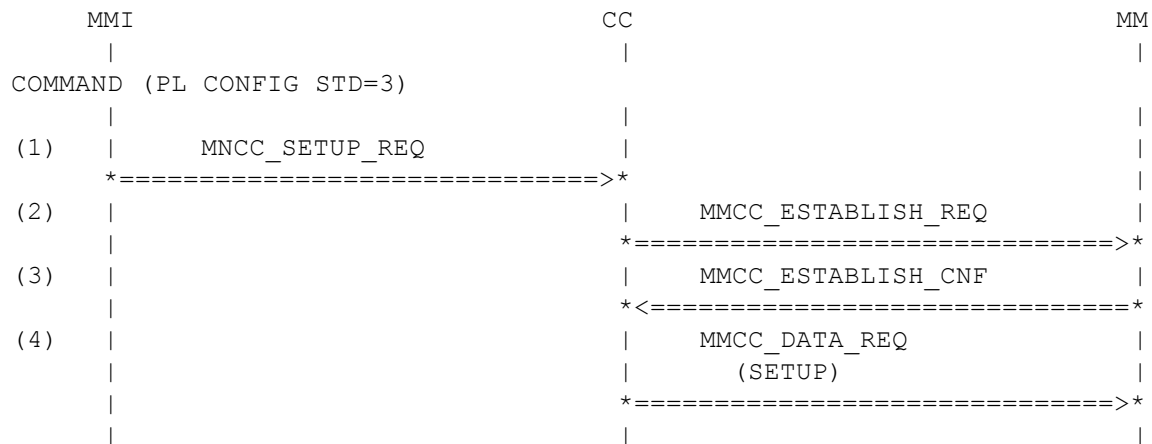 MMI CC MM
| | |
COMMAND (PL CONFIG STD=3)
| | |
(1) | MNCC_SETUP_REQ | |
*==============================>* |
(2) | | MMCC_ESTABLISH_REQ |
| *==============================>*
(3) | | MMCC_ESTABLISH_CNF |
| *<==============================*
(4) | | MMCC_DATA_REQ |
| | (SETUP) |
| *==============================>*
| | |